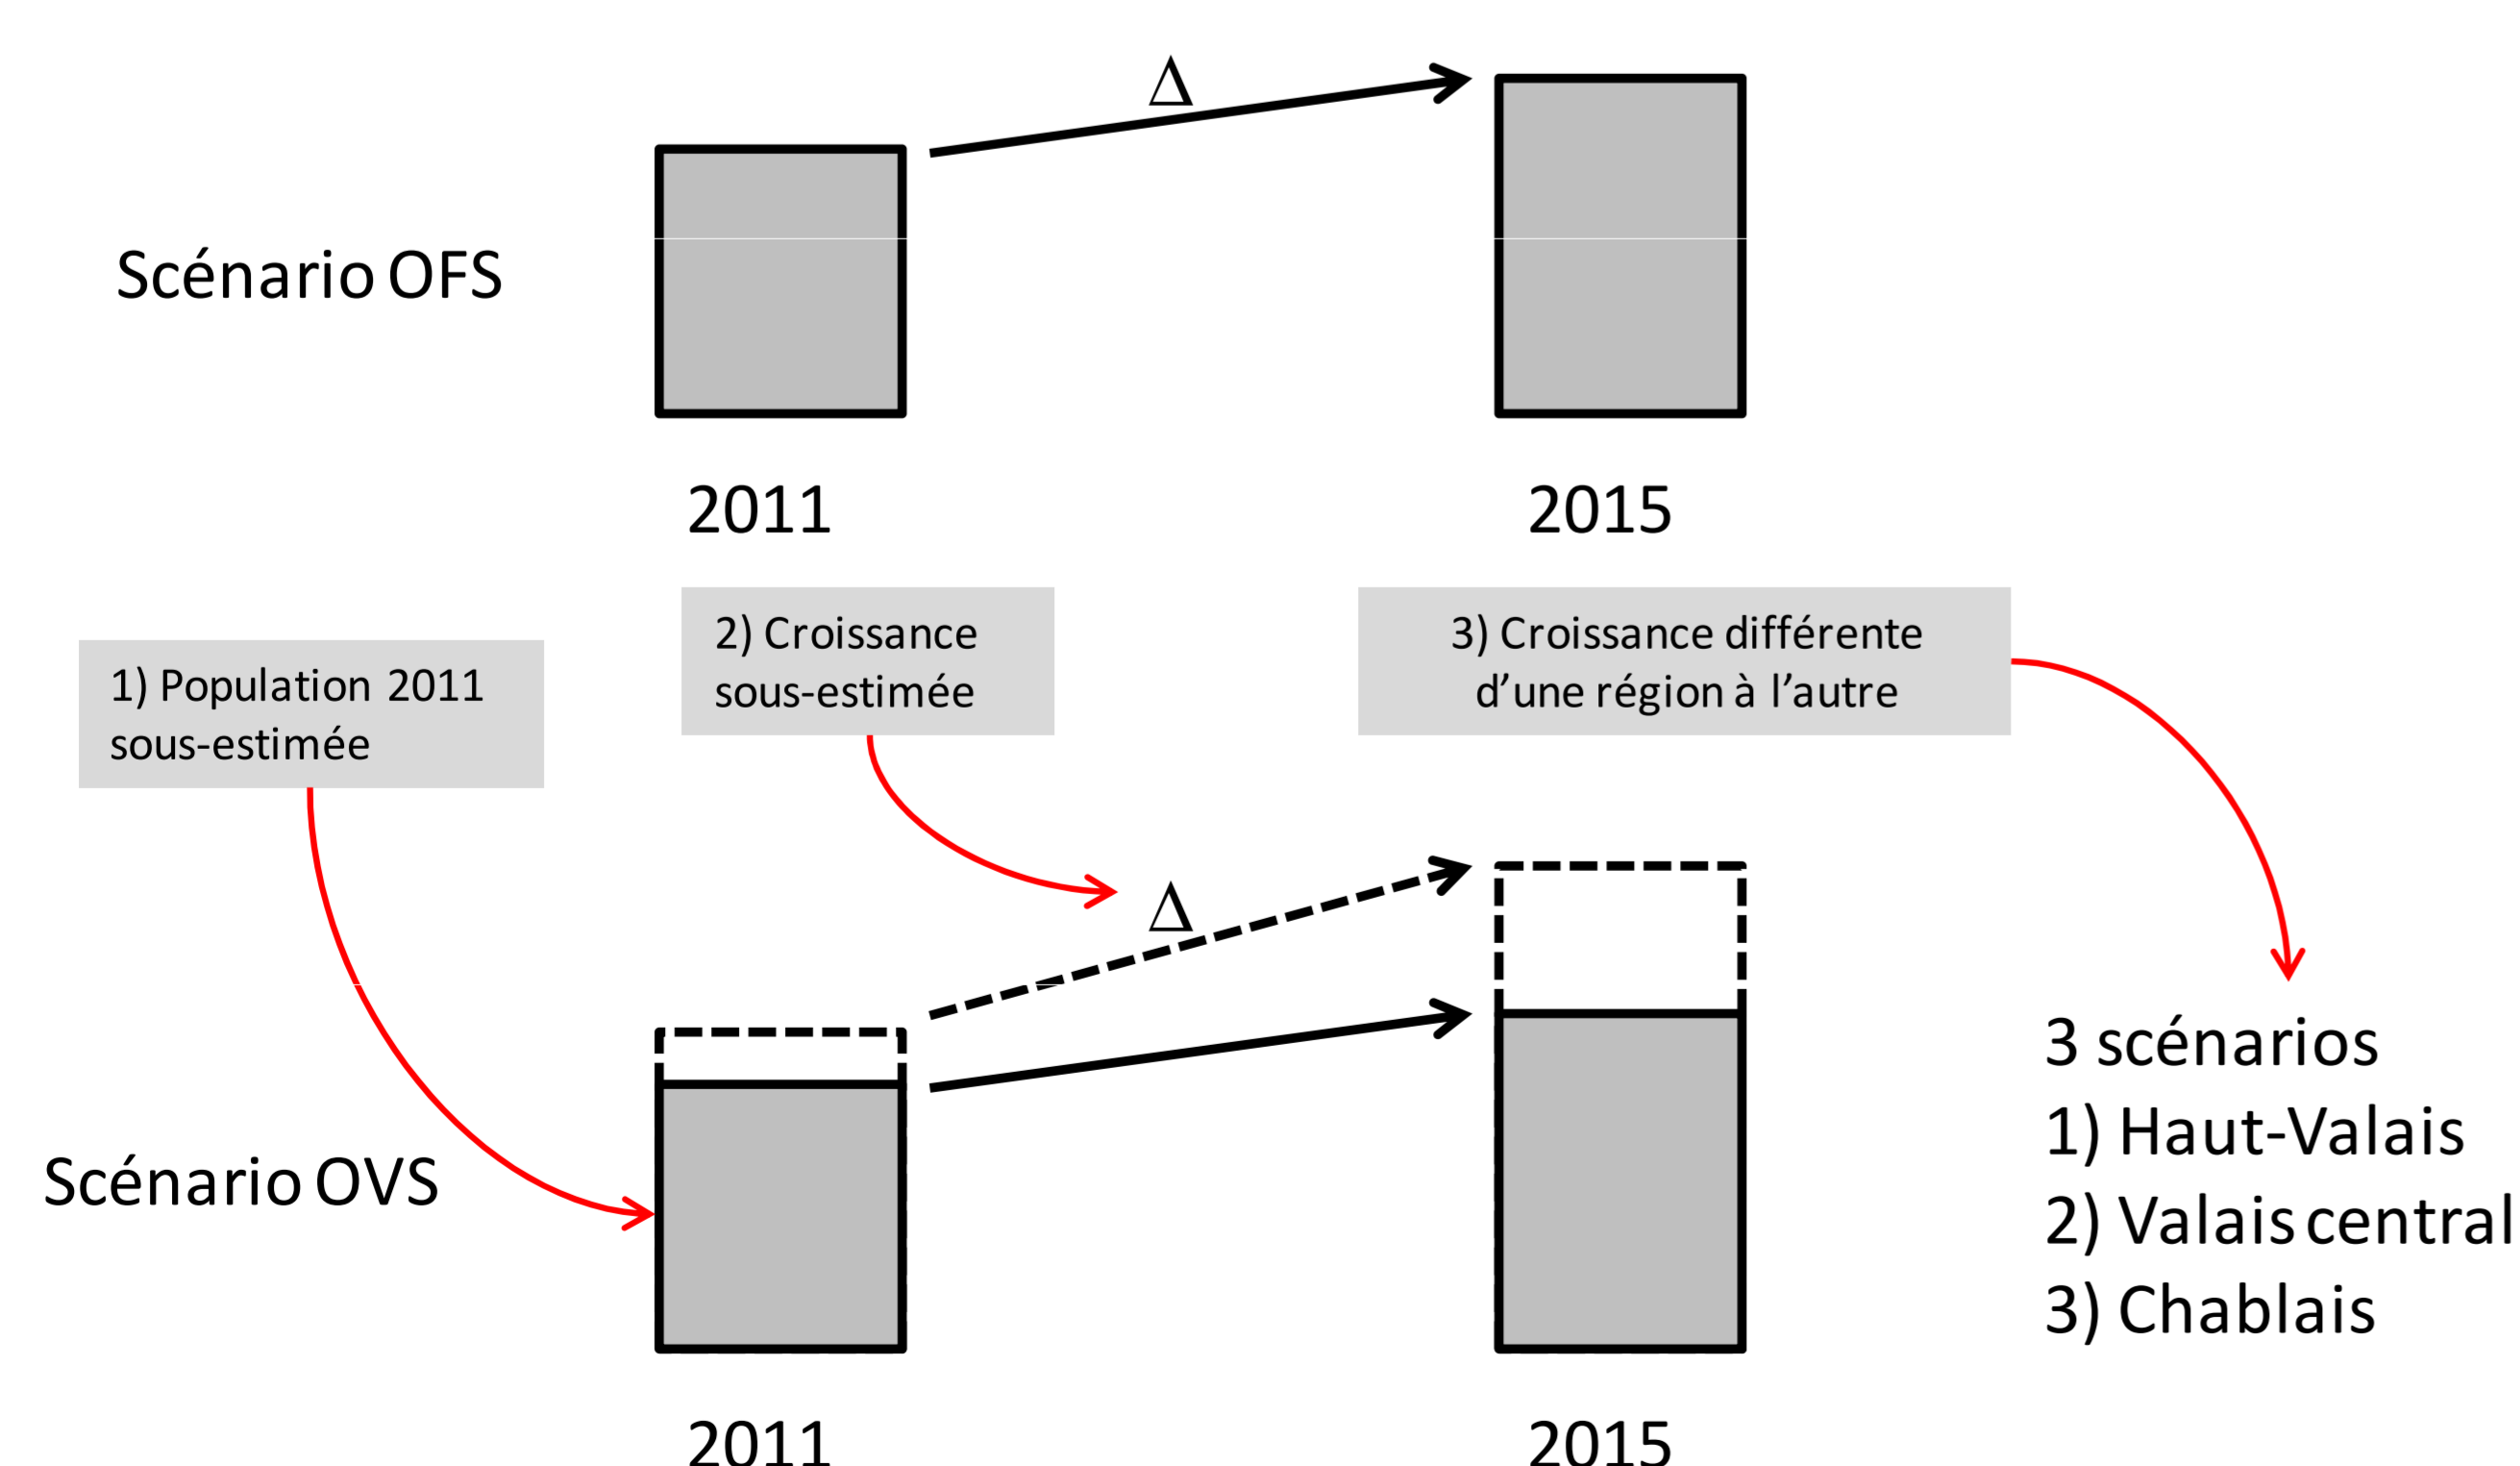 Δ
Scénario OFS
2011
2015
1) Population 2011
sous-estimée
2) Croissance
sous-estimée
3) Croissance différente
d’une région à l’autre
Δ
Scénario OVS
3 scénarios
1) Haut-Valais
2) Valais central
3) Chablais
2011
2015